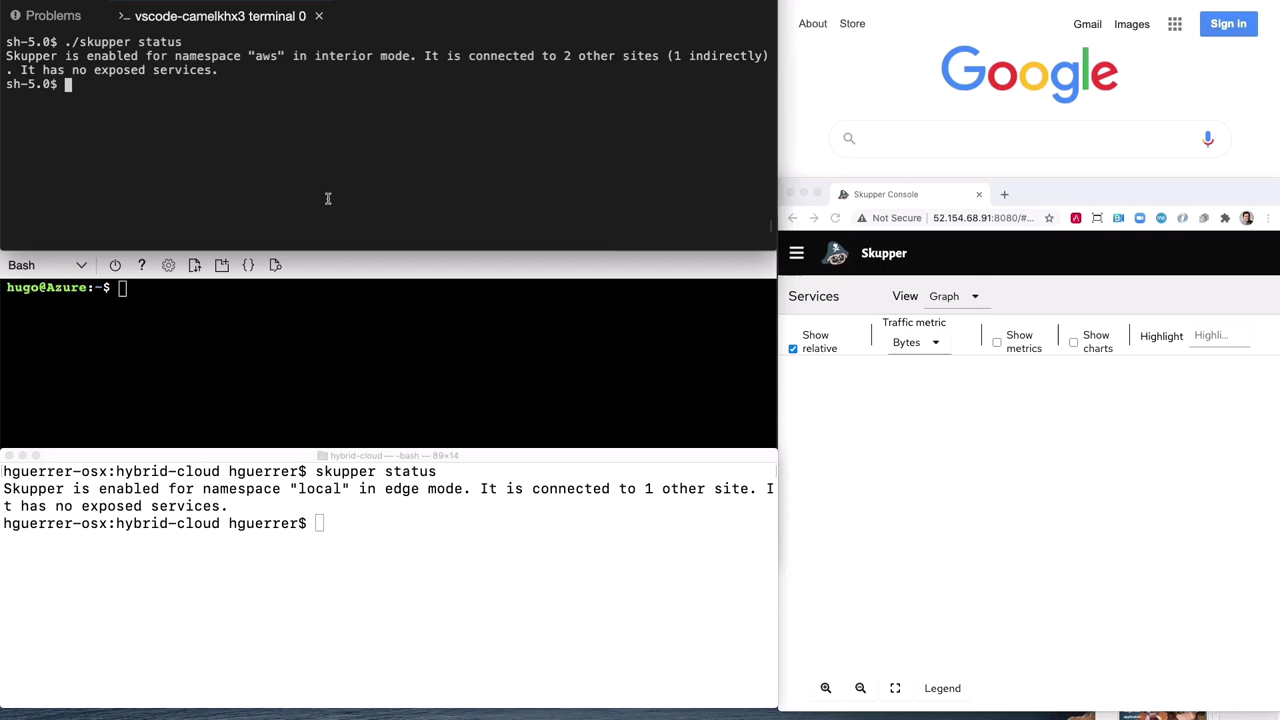 Problems
>_ vscode-camelkhx3 terminal 0 ×
sh-5.0$ ./skupper status
Skupper is enabled for namespace "aws" in interior mode. It is connected to 2 other sites (1 indirectly)
. It has no exposed services.
sh-5.0$
Bash
hugo@Azure:~$
hybrid-cloud — -bash — 89×14
hguerrer-osx:hybrid-cloud hguerrer$ skupper status
Skupper is enabled for namespace "local" in edge mode. It is connected to 1 other site. I
t has no exposed services.
hguerrer-osx:hybrid-cloud hguerrer$
About Store Gmail Images Sign in
Google
Skupper Console
Not Secure 52.154.68.91:8080/#...
Skupper
Services View Graph
Show relative
Traffic metric
Bytes
Show metrics
Show charts
Highlight Highli...
Legend